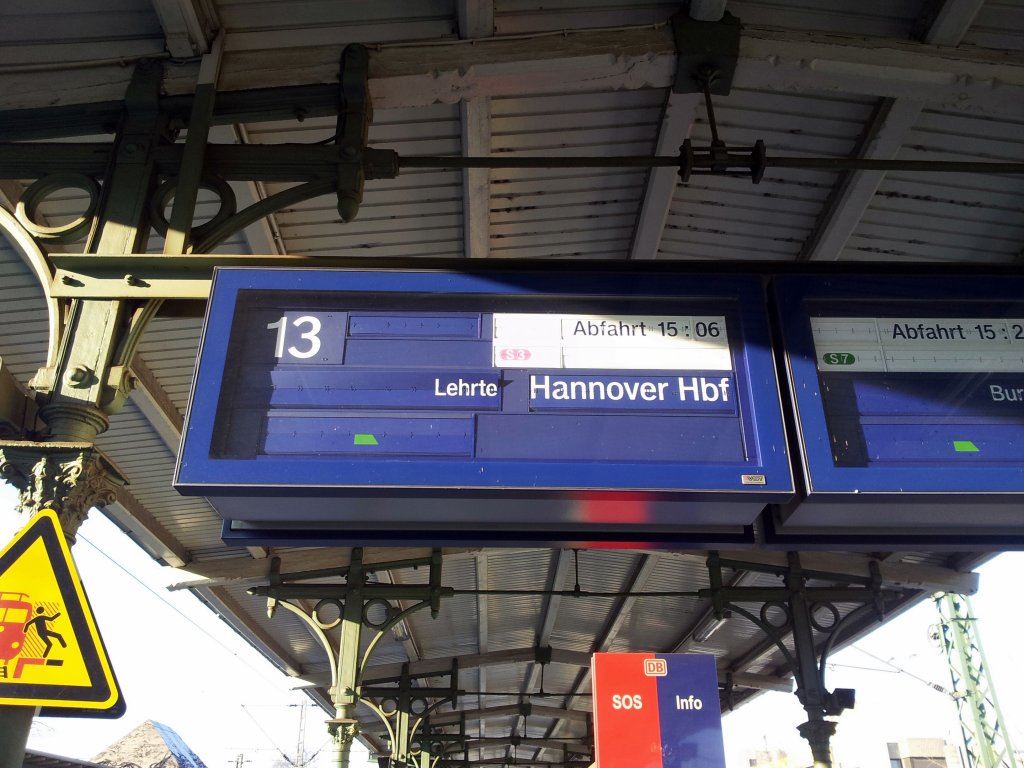 13
Abfahrt 15:06
S3
Lehrte Hannover Hbf
Abfahrt 15:2
S7
DB
SOS
Info